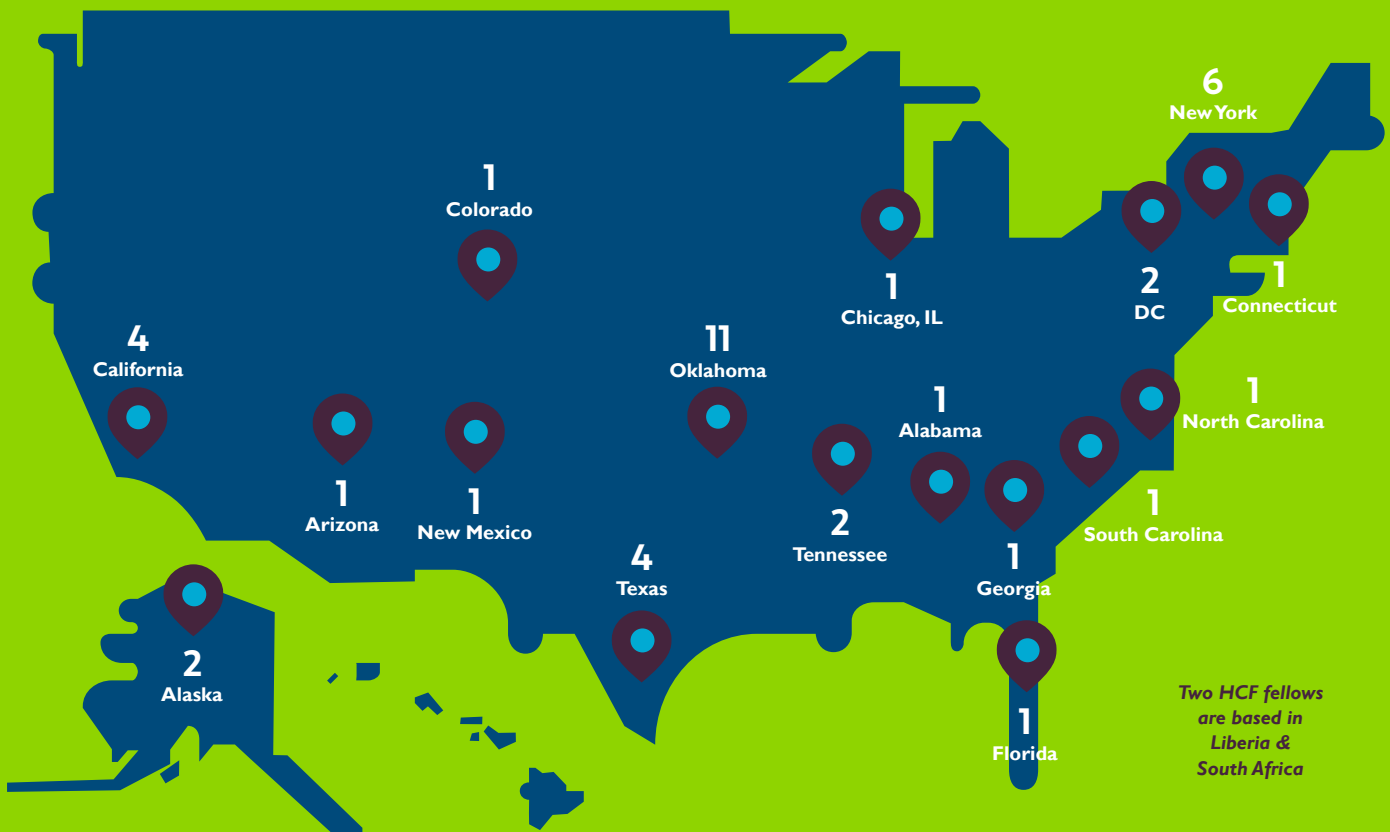 6
New York
1
Colorado
1
Chicago, IL
2
DC
1
Connecticut
4
California
11
Oklahoma
1
Alabama
1
North Carolina
1
Arizona
1
New Mexico
2
Tennessee
1
South Carolina
4
Texas
1
Georgia
2
Alaska
1
Florida
Two HCF fellows
are based in
Liberia &
South Africa